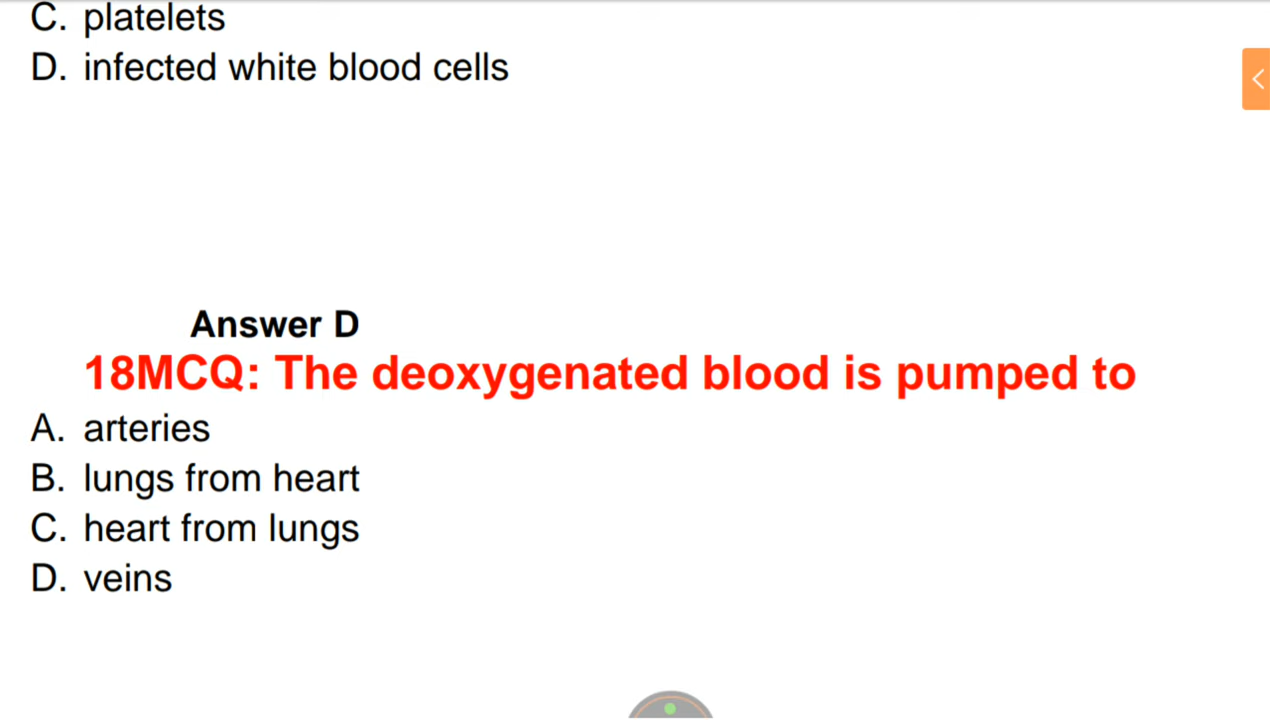 C. platelets
D. infected white blood cells
Answer D
18MCQ: The deoxygenated blood is pumped to
A. arteries
B. lungs from heart
C. heart from lungs
D. veins